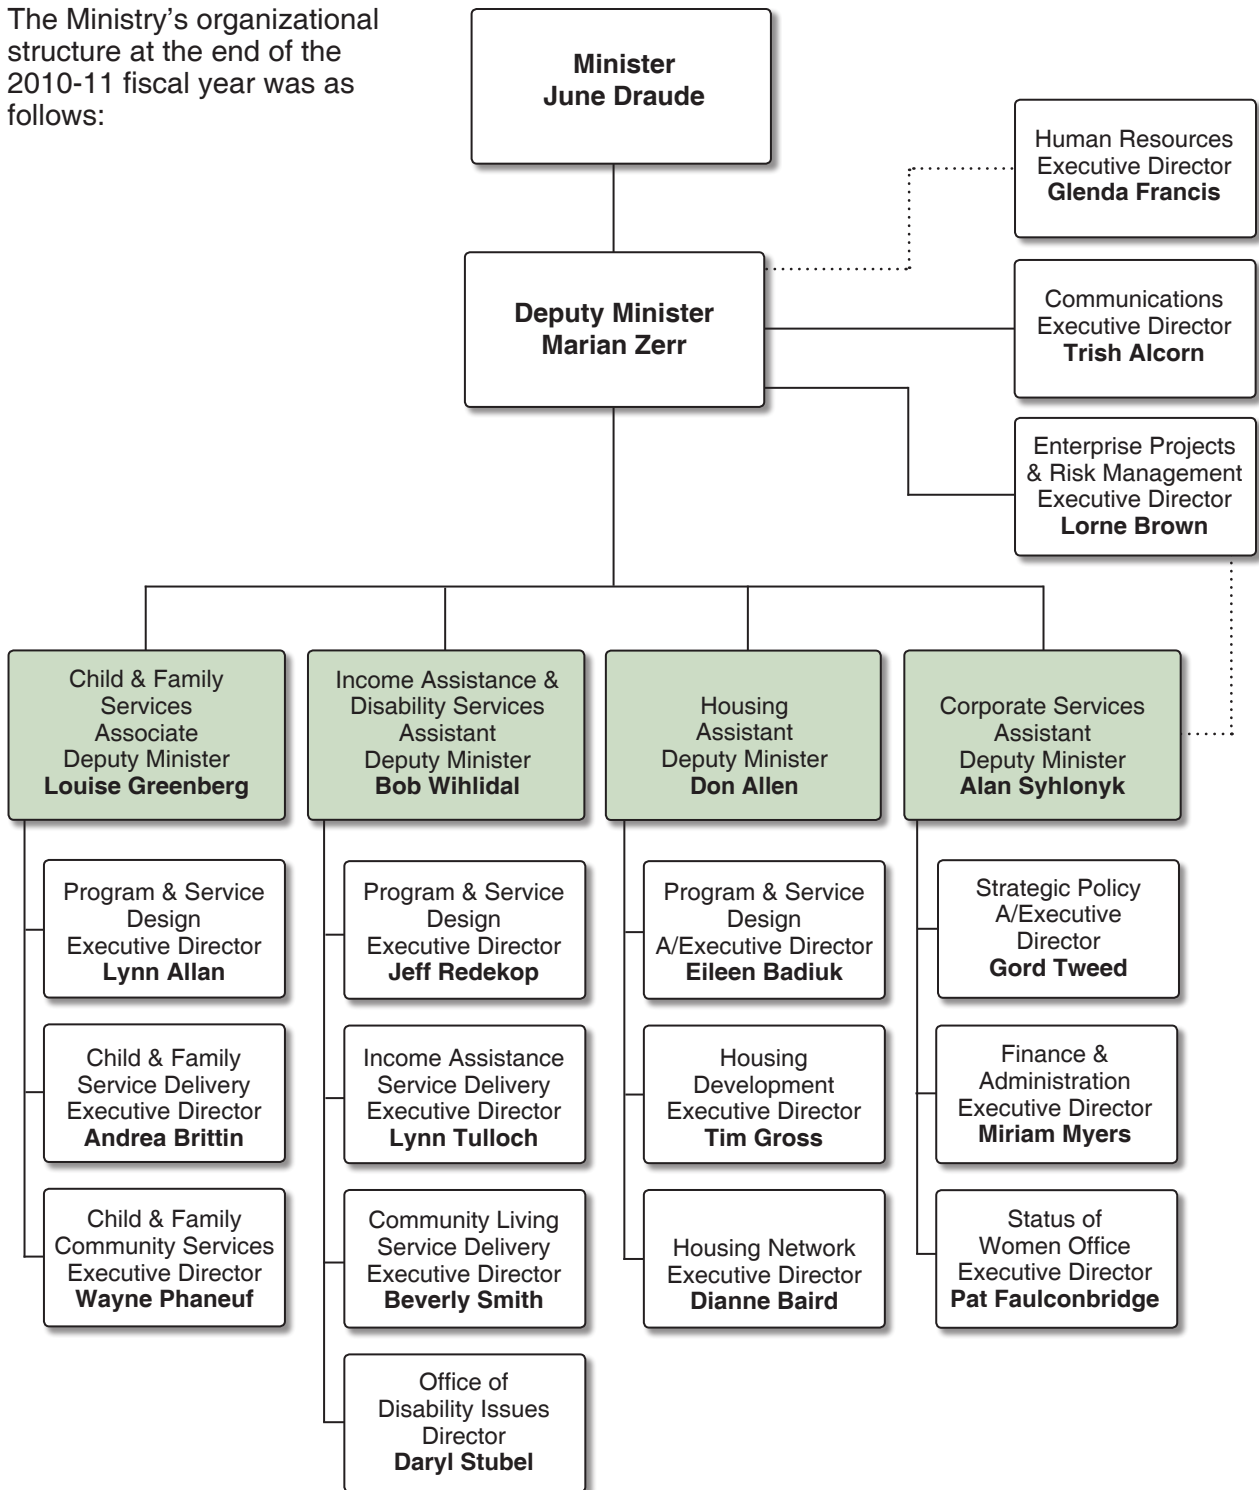 The Ministry's organizational
structure at the end of the
2010-11 fiscal year was as
follows:
Minister
June Draude
Human Resources
Executive Director
Glenda Francis
Deputy Minister
Marian Zerr
Communications
Executive Director
Trish Alcorn
Enterprise Projects
& Risk Management
Executive Director
Lorne Brown
Child & Family
Services
Associate
Deputy Minister
Louise Greenberg
Income Assistance &
Disability Services
Assistant
Deputy Minister
Bob Wihlidal
Housing
Assistant
Deputy Minister
Don Allen
Corporate Services
Assistant
Deputy Minister
Alan Syhlonyk
Program & Service
Design
Executive Director
Lynn Allan
Program & Service
Design
Executive Director
Jeff Redekop
Program & Service
Design
A/Executive Director
Eileen Badiuk
Strategic Policy
A/Executive
Director
Gord Tweed
Child & Family
Service Delivery
Executive Director
Andrea Brittin
Income Assistance
Service Delivery
Executive Director
Lynn Tulloch
Housing
Development
Executive Director
Tim Gross
Finance &
Administration
Executive Director
Miriam Myers
Child & Family
Community Services
Executive Director
Wayne Phaneuf
Community Living
Service Delivery
Executive Director
Beverly Smith
Housing Network
Executive Director
Dianne Baird
Status of
Women Office
Executive Director
Pat Faulconbridge
Office of
Disability Issues
Director
Daryl Stubel